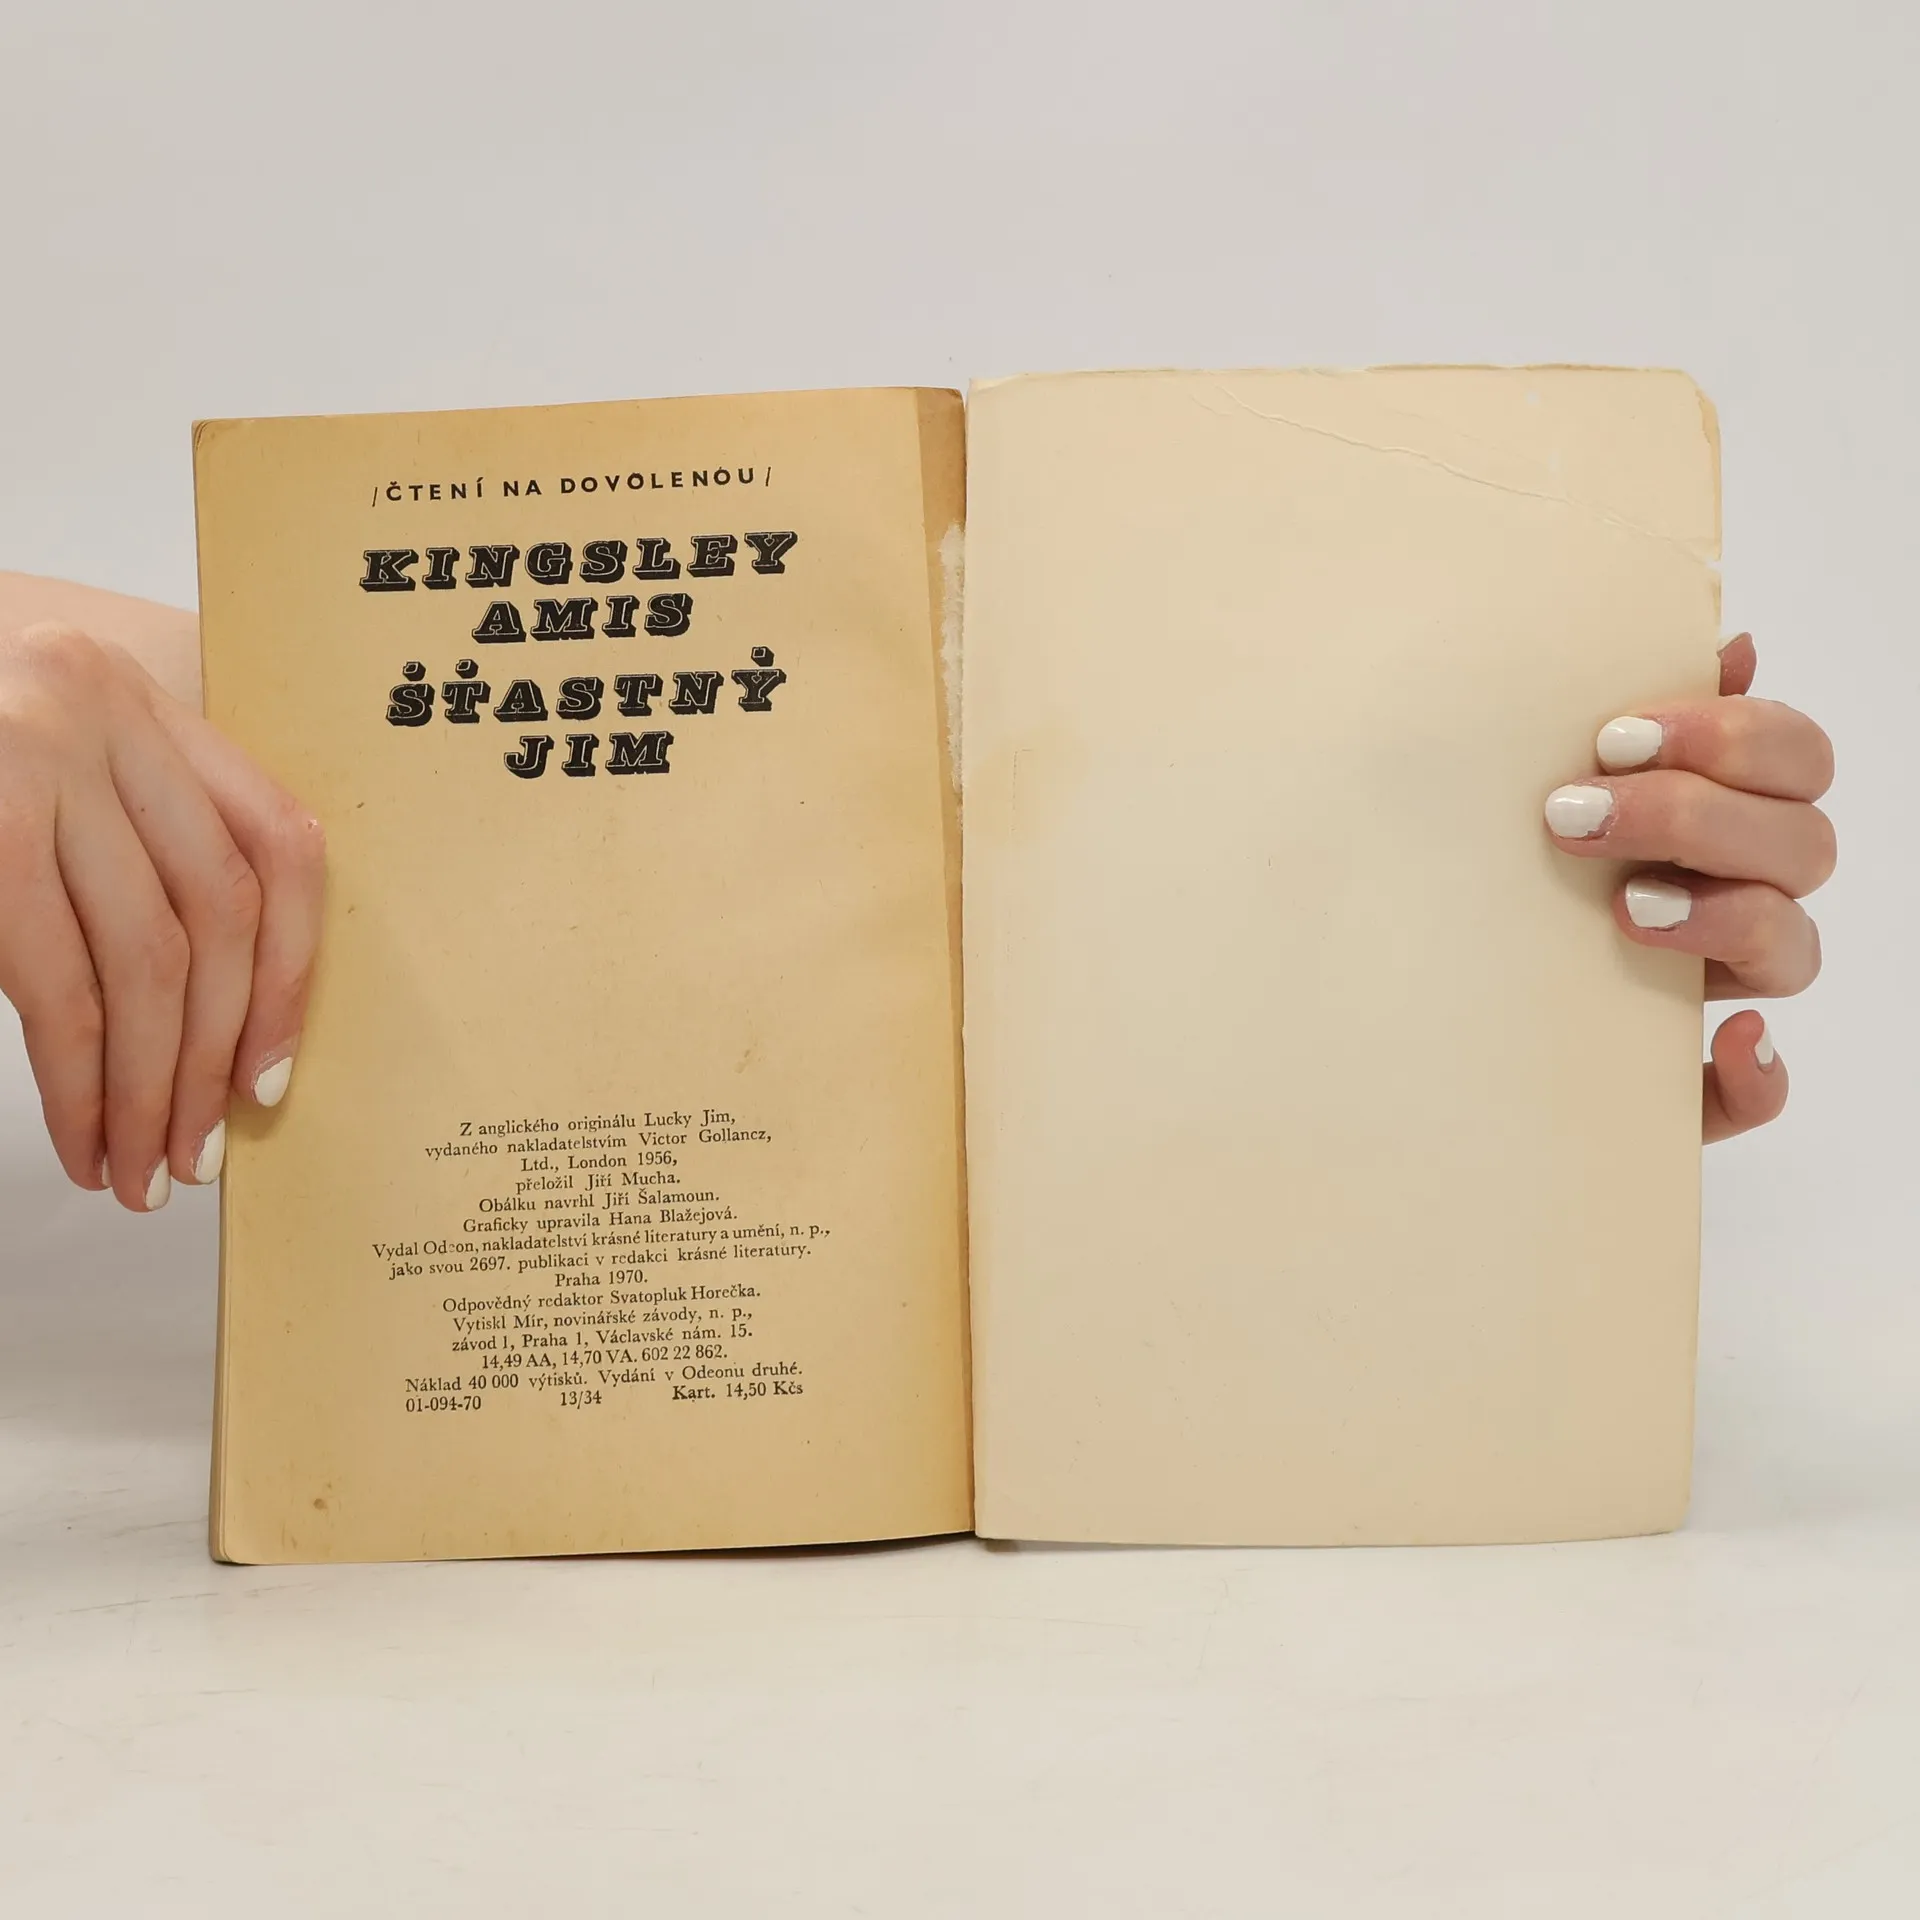 /ČTENÍ NA DOVOLENOU/
KINGSLEY
AMIS
ŠŤASTNÝ
JIM
Z anglického originálu Lucky Jim,
vydaného nakladatelstvím Victor Gollancz,
Ltd., London 1956,
přeložil Jiří Mucha.
Obálku navrhl Jiří Šalamoun.
Graficky upravila Hana Blažejová.
Vydal Odeon, nakladatelství krásné literatury a umění, n. p.,
jako svou 2697. publikaci v redakci krásné literatury.
Praha 1970.
Odpovědný redaktor Svatopluk Horečka.
Vytiskl Mír, novinářské závody, n. p.,
závod 1, Praha 1, Václavské nám. 15.
14,49 AA, 14,70 VA. 602 22 862.
Náklad 40 000 výtisků. Vydání v Odeonu druhé.
01-094-70 13/34 Kart. 14,50 Kčs